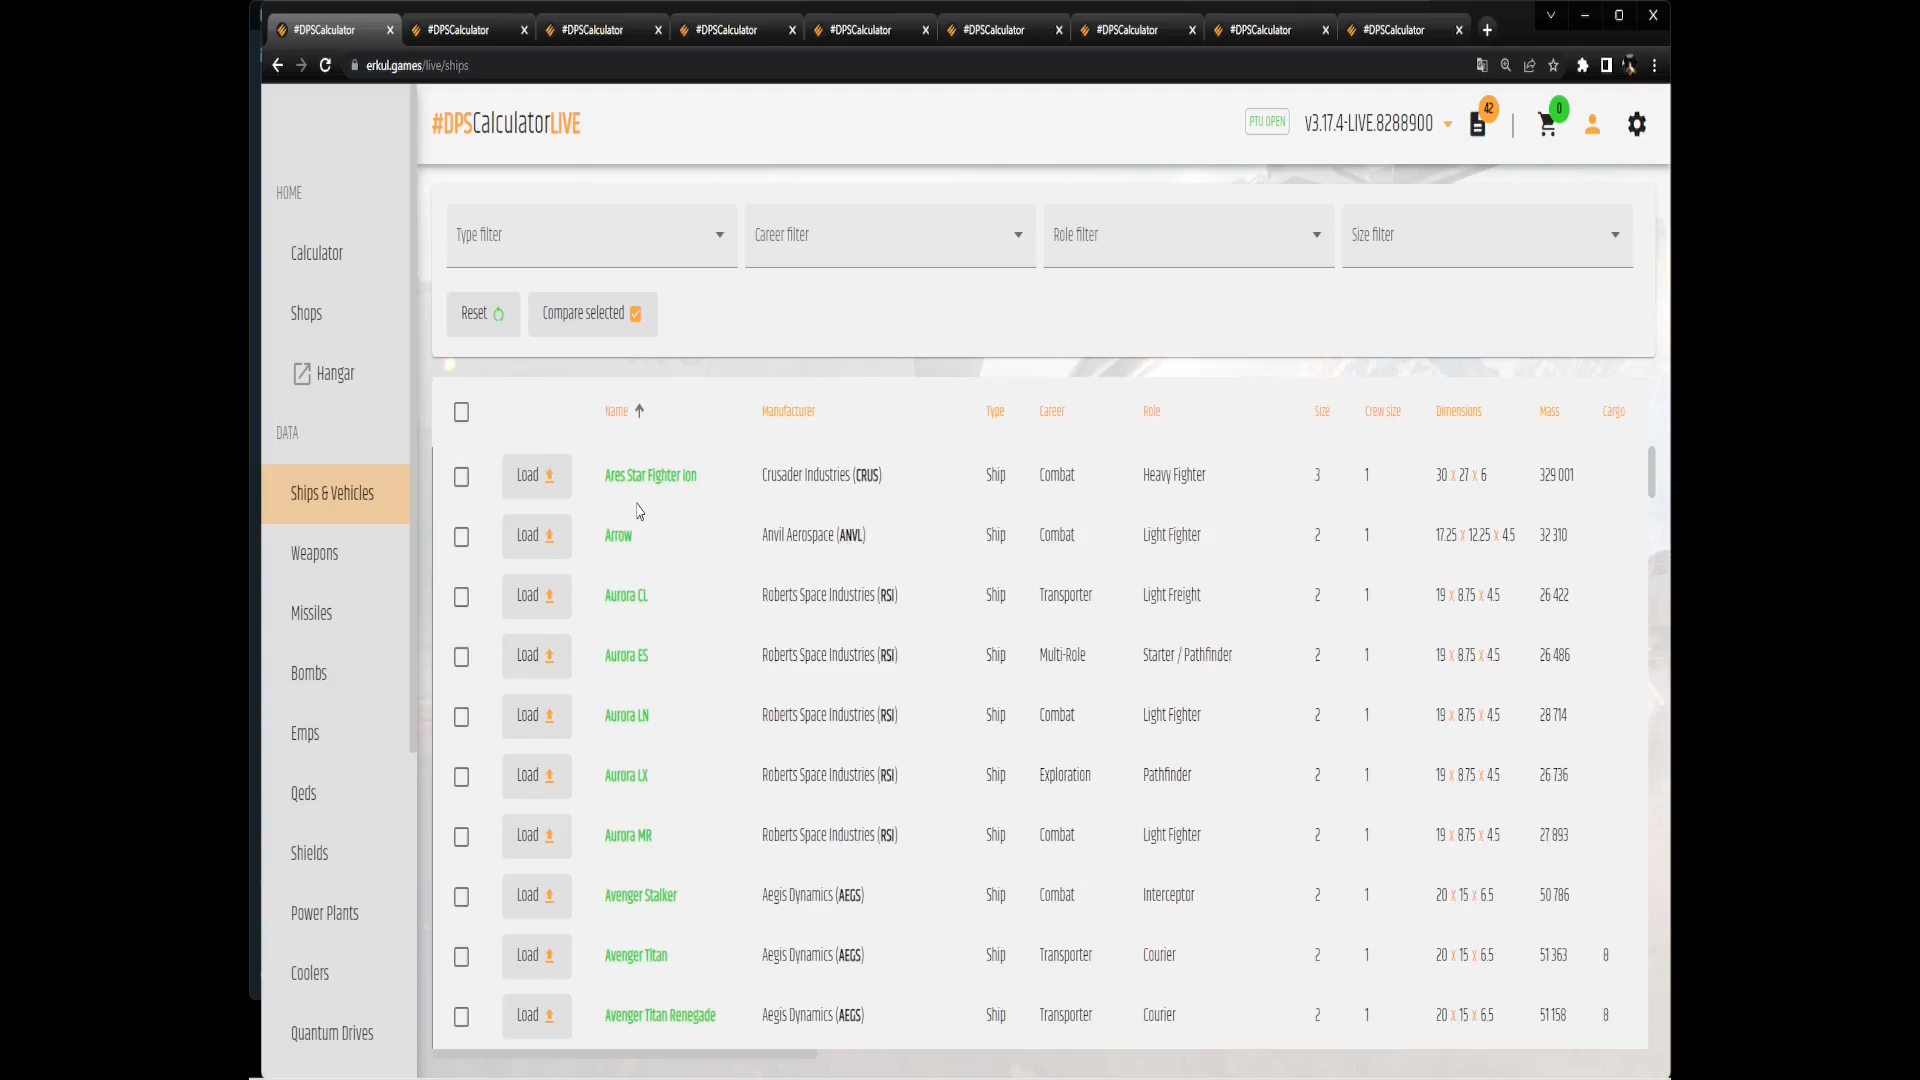 #DPSCalculator #DPSCalculator #DPSCalculator #DPSCalculator #DPSCalculator #DPSCalculator #DPSCalculator #DPSCalculator #DPSCalculator
erkul.games/live/ships
#DPSCalculatorLIVE
PTU OPEN v3.17.4-LIVE.8288900 42 0
HOME
Calculator
Shops
Hangar
DATA
Ships & Vehicles
Weapons
Missiles
Bombs
Emps
Qeds
Shields
Power Plants
Coolers
Quantum Drives
Type filter Career filter Role filter Size filter
Reset Compare selected
Name Manufacturer Type Career Role Size Crew size Dimensions Mass Cargo
Load Ares Star Fighter Ion Crusader Industries (CRUS) Ship Combat Heavy Fighter 3 1 30 x 27 x 6 329 001
Load Arrow Anvil Aerospace (ANVL) Ship Combat Light Fighter 2 1 17.25 x 12.25 x 4.5 32 310
Load Aurora CL Roberts Space Industries (RSI) Ship Transporter Light Freight 2 1 19 x 8.75 x 4.5 26 422
Load Aurora ES Roberts Space Industries (RSI) Ship Multi-Role Starter / Pathfinder 2 1 19 x 8.75 x 4.5 26 486
Load Aurora LN Roberts Space Industries (RSI) Ship Combat Light Fighter 2 1 19 x 8.75 x 4.5 28 714
Load Aurora LX Roberts Space Industries (RSI) Ship Exploration Pathfinder 2 1 19 x 8.75 x 4.5 26 736
Load Aurora MR Roberts Space Industries (RSI) Ship Combat Light Fighter 2 1 19 x 8.75 x 4.5 27 893
Load Avenger Stalker Aegis Dynamics (AEGS) Ship Combat Interceptor 2 1 20 x 15 x 6.5 50 786
Load Avenger Titan Aegis Dynamics (AEGS) Ship Transporter Courier 2 1 20 x 15 x 6.5 51 363 8
Load Avenger Titan Renegade Aegis Dynamics (AEGS) Ship Transporter Courier 2 1 20 x 15 x 6.5 51 158 8